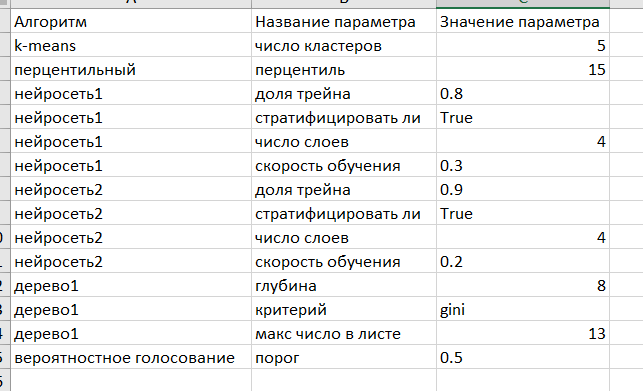 Алгоритм Название параметра Значение параметра
k-means число кластеров 5
перцентильный перцентиль 15
нейросеть1 доля трейна 0.8
нейросеть1 стратифицировать ли True
нейросеть1 число слоев 4
нейросеть1 скорость обучения 0.3
нейросеть2 доля трейна 0.9
нейросеть2 стратифицировать ли True
нейросеть2 число слоев 4
нейросеть2 скорость обучения 0.2
дерево1 глубина 8
дерево1 критерий gini
дерево1 макс число в листе 13
вероятностное голосование порог 0.5